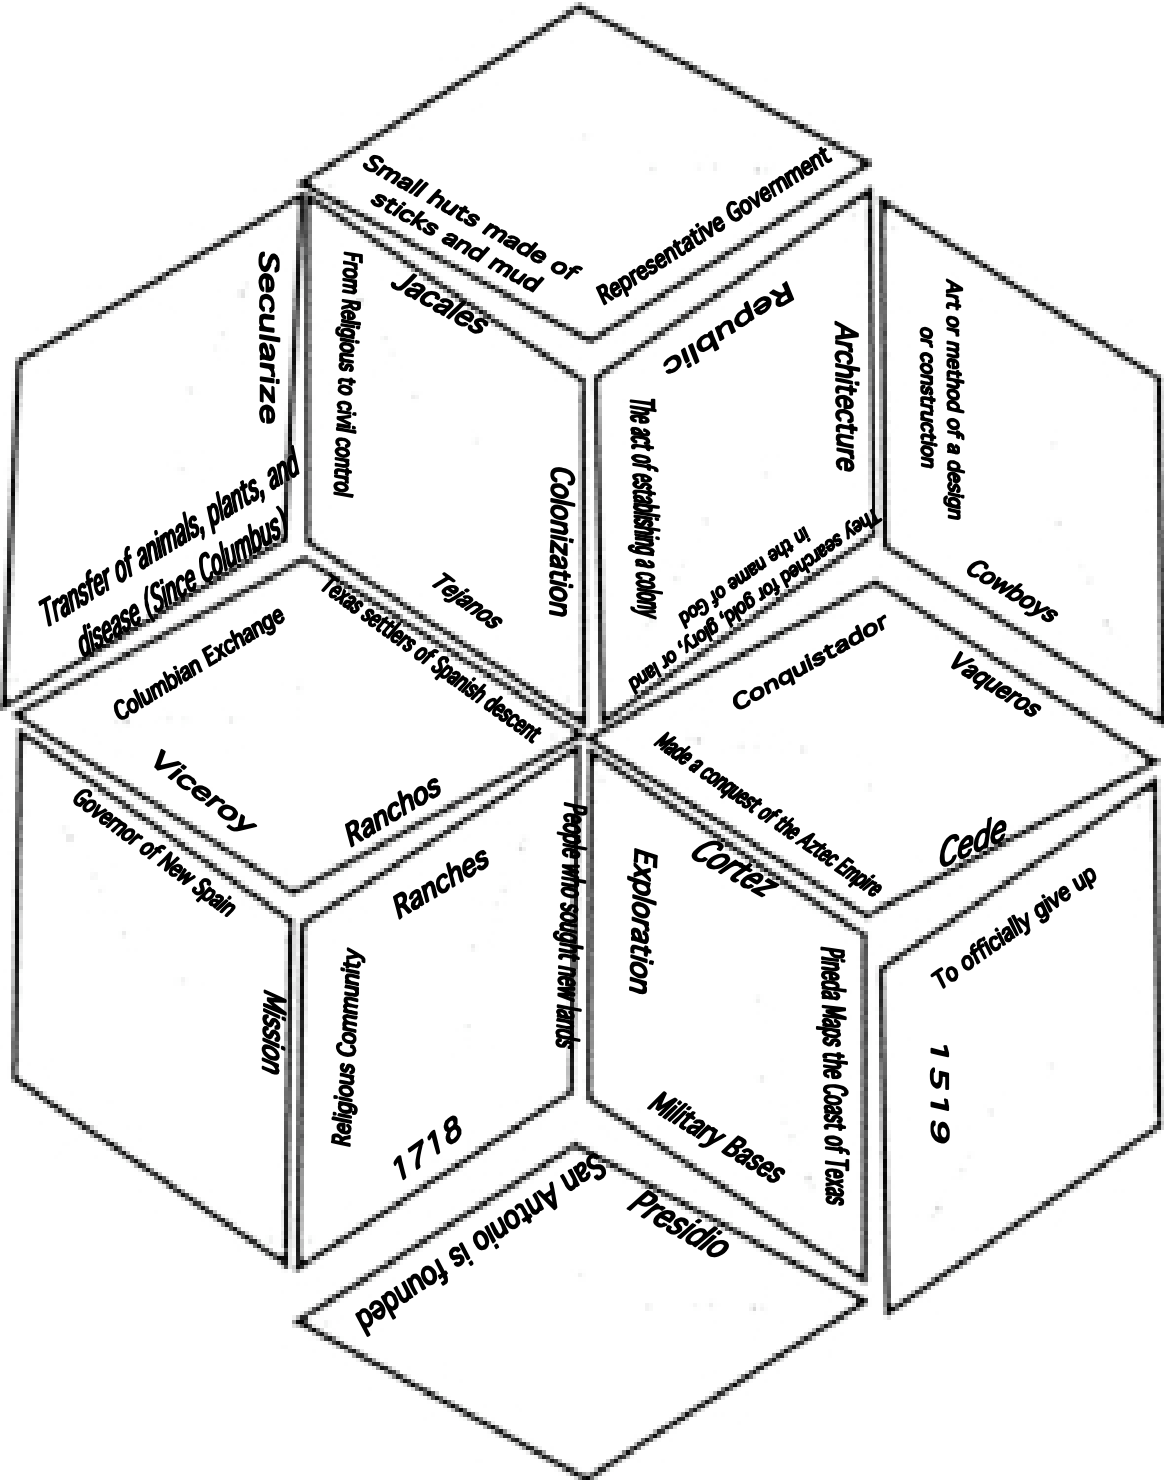 Small huts made of
sticks and mud
Representative Government
Secularize
Transfer of animals, plants, and
disease (Since Columbus)
From Religious to civil control
Jacales
Colonization
Tejanos
Republic
Architecture
The act of establishing a colony
They searched for gold, glory, or land
in the name of God
Art or method of a design
or construction
Cowboys
Columbian Exchange
Texas settlers of Spanish descent
Viceroy
Ranchos
Conquistador
Vaqueros
Made a conquest of the Aztec Empire
Cede
Governor of New Spain
Mission
Ranches
People who sought new lands
Religious Community
1718
Cortez
Exploration
Pineda Maps the Coast of Texas
Military Bases
To officially give up
1519
San Antonio is founded
Presidio